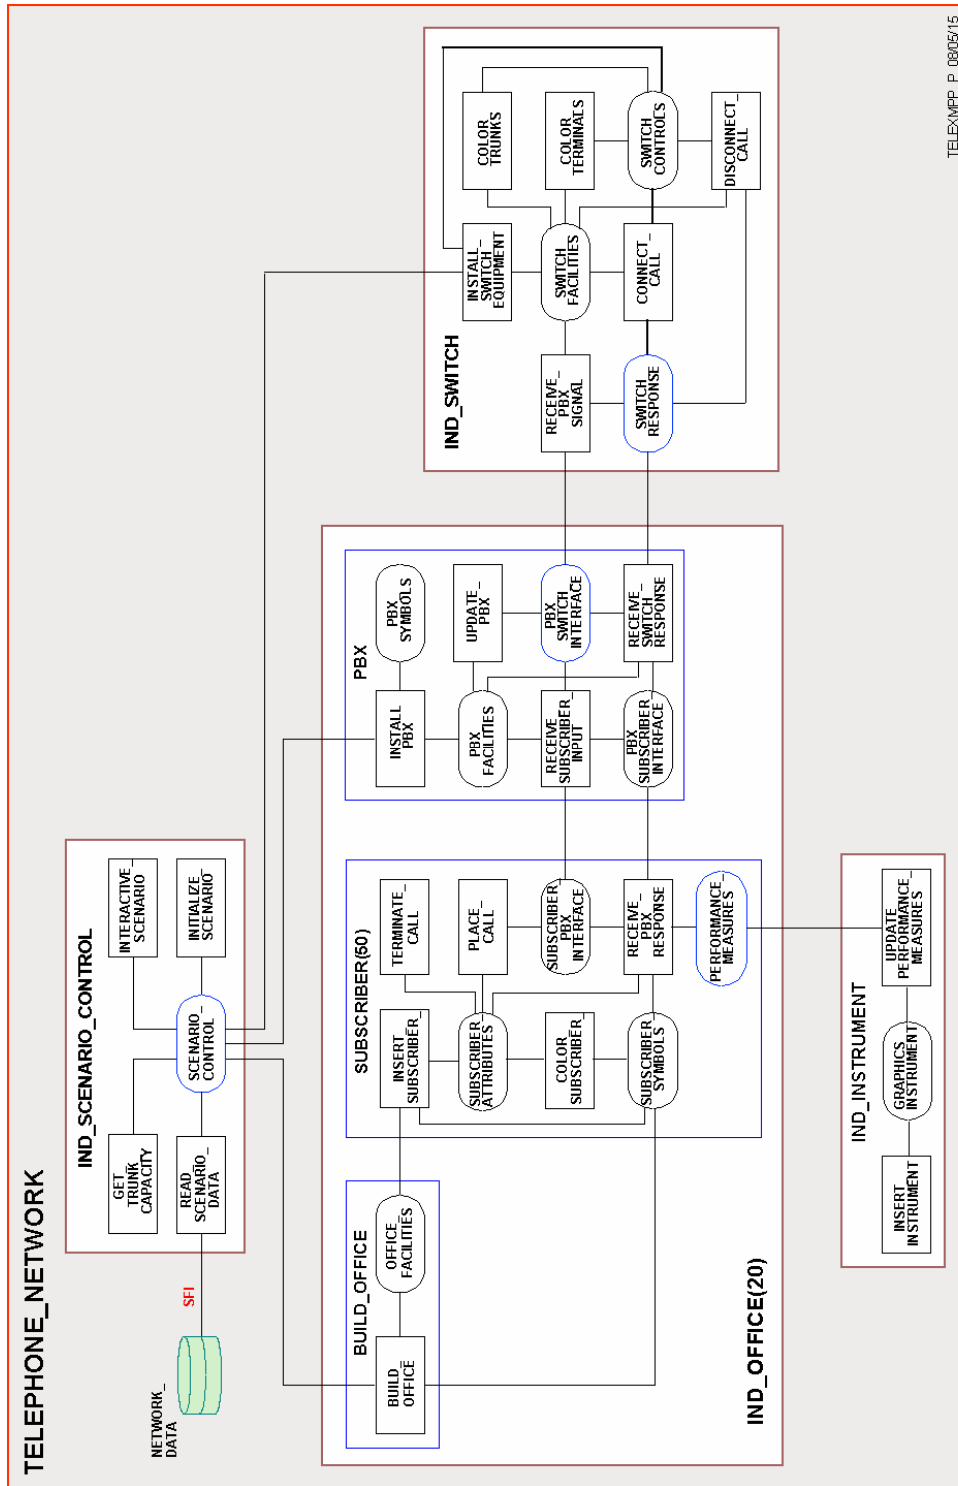 TELEPHONE_NETWORK
NETWORK_
DATA
SFI
IND_SCENARIO_CONTROL
GET_
TRUNK_
CAPACITY
READ_
SCENARIO_
DATA
SCENARIO_
CONTROL
INTERACTIVE_
SCENARIO
INITIALIZE_
SCENARIO
IND_OFFICE(20)
BUILD_OFFICE
BUILD_
OFFICE
OFFICE_
FACILITIES
SUBSCRIBER(50)
INSERT_
SUBSCRIBER_
SUBSCRIBER_
ATTRIBUTES
COLOR_
SUBSCRIBER_
SUBSCRIBER_
SYMBOLS
TERMINATE_
CALL
PLACE_
CALL
SUBSCRIBER_
PBX_
INTERFACE
RECEIVE_
PBX_
RESPONSE
PERFORMANCE_
MEASURES
PBX
INSTALL_
PBX
PBX_
FACILITIES
RECEIVE_
SUBSCRIBER_
INPUT
PBX_
SUBSCRIBER_
INTERFACE
PBX_
SYMBOLS
UPDATE_
PBX
PBX_
SWITCH_
INTERFACE
RECEIVE_
SWITCH_
RESPONSE
IND_SWITCH
RECEIVE_
PBX_
SIGNAL
SWITCH_
RESPONSE
INSTALL_
SWITCH_
EQUIPMENT
SWITCH_
FACILITIES
CONNECT_
CALL
COLOR_
TRUNKS
COLOR_
TERMINALS
SWITCH_
CONTROLS
DISCONNECT_
CALL
IND_INSTRUMENT
INSERT_
INSTRUMENT
GRAPHICS_
INSTRUMENT
UPDATE_
PERFORMANCE_
MEASURES
TELEXMPP_P 08/05/15